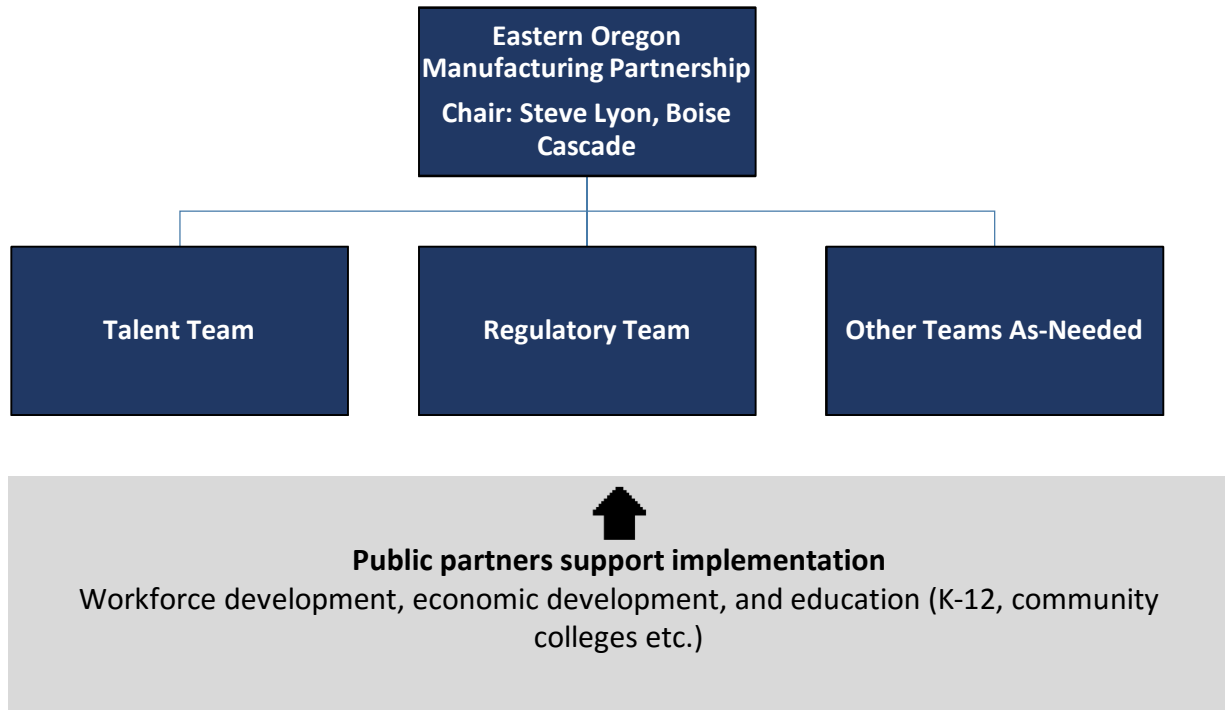 Eastern Oregon
Manufacturing Partnership
Chair: Steve Lyon, Boise
Cascade
Talent Team
Regulatory Team
Other Teams As-Needed
Public partners support implementation
Workforce development, economic development, and education (K-12, community
colleges etc.)